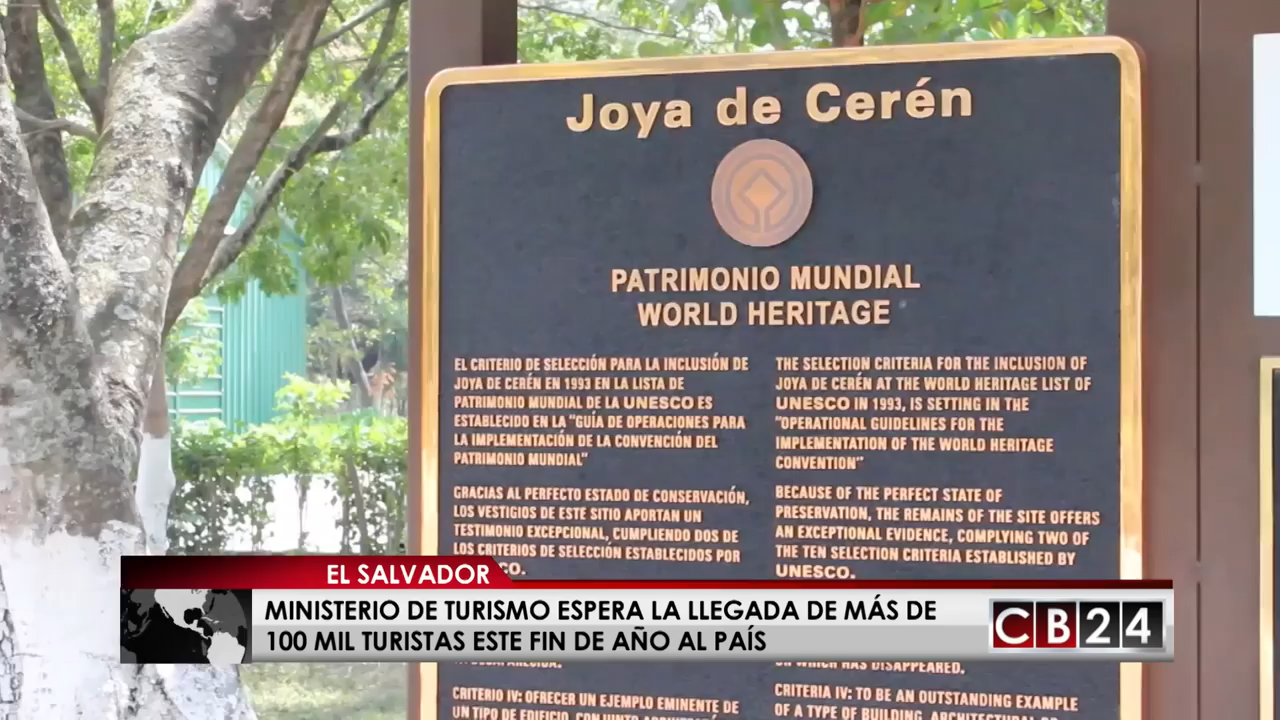 Joya de Cerén
PATRIMONIO MUNDIAL
WORLD HERITAGE
EL CRITERIO DE SELECCIÓN PARA LA INCLUSIÓN DE
JOYA DE CERÉN EN 1993 EN LA LISTA DE
PATRIMONIO MUNDIAL DE LA UNESCO ES
ESTABLECIDO EN LA "GUÍA DE OPERACIONES PARA
LA IMPLEMENTACIÓN DE LA CONVENCIÓN DEL
PATRIMONIO MUNDIAL"
GRACIAS AL PERFECTO ESTADO DE CONSERVACIÓN,
LOS VESTIGIOS DE ESTE SITIO APORTAN UN
TESTIMONIO EXCEPCIONAL, CUMPLIENDO DOS DE
LOS CRITERIOS DE SELECCIÓN ESTABLECIDOS POR
CO.
THE SELECTION CRITERIA FOR THE INCLUSION OF
JOYA DE CERÉN AT THE WORLD HERITAGE LIST OF
UNESCO IN 1993, IS SETTING IN THE
"OPERATIONAL GUIDELINES FOR THE
IMPLEMENTATION OF THE WORLD HERITAGE
CONVENTION"
BECAUSE OF THE PERFECT STATE OF
PRESERVATION, THE REMAINS OF THE SITE OFFERS
AN EXCEPTIONAL EVIDENCE, COMPLYING TWO OF
THE TEN SELECTION CRITERIA ESTABLISHED BY
UNESCO.
EL SALVADOR
MINISTERIO DE TURISMO ESPERA LA LLEGADA DE MÁS DE
100 MIL TURISTAS ESTE FIN DE AÑO AL PAÍS
CB24
WHICH HAS DISAPPEARED.
CRITERIO IV: OFRECER UN EJEMPLO EMINENTE DE
UN TIPO DE EDIFICIO, CONJUNTO
CRITERIA IV: TO BE AN OUTSTANDING EXAMPLE
OF A TYPE OF BUILDING, ARCHITECTURAL OR